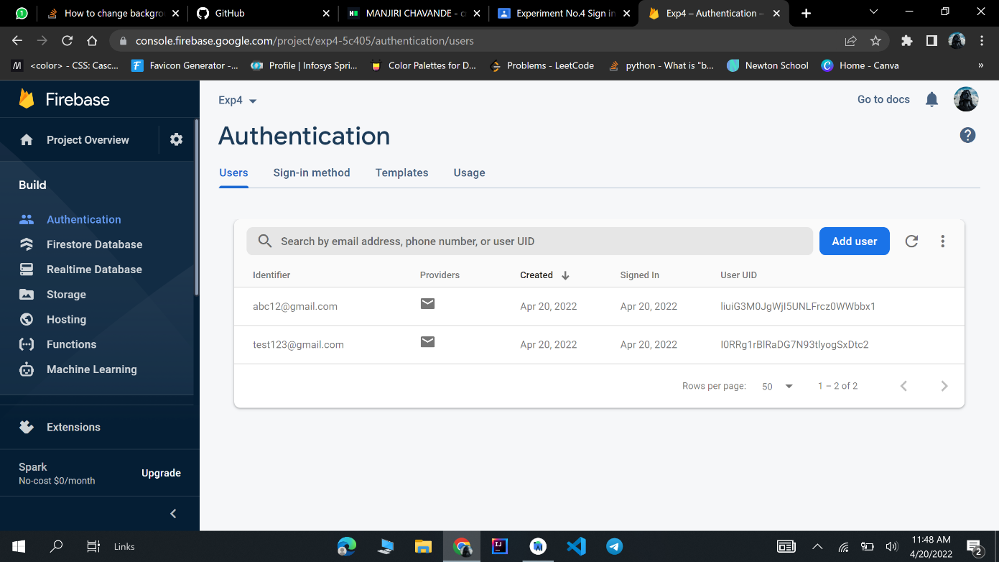 1
How to change backgrou
GitHub
MANJIRI CHAVANDE - cr
Experiment No.4 Sign in
Exp4 – Authentication –
console.firebase.google.com/project/exp4-5c405/authentication/users
M <color> - CSS: Casc...
Favicon Generator -...
Profile | Infosys Spri...
Color Palettes for D...
Problems - LeetCode
python - What is "b...
Newton School
Home - Canva
»
Firebase
Exp4
Go to docs
Project Overview
Authentication
Users Sign-in method Templates Usage
Build
Authentication
Firestore Database
Realtime Database
Storage
Hosting
Functions
Machine Learning
Extensions
Spark
No-cost $0/month
Upgrade
Search by email address, phone number, or user UID
Add user
Identifier Providers Created Signed In User UID
abc12@gmail.com Apr 20, 2022 Apr 20, 2022 liuiG3M0JgWjI5UNLFrcz0WWbbx1
test123@gmail.com Apr 20, 2022 Apr 20, 2022 I0RRg1rBlRaDG7N93tlyogSxDtc2
Rows per page: 50 1 – 2 of 2
Links
11:48 AM
4/20/2022
2